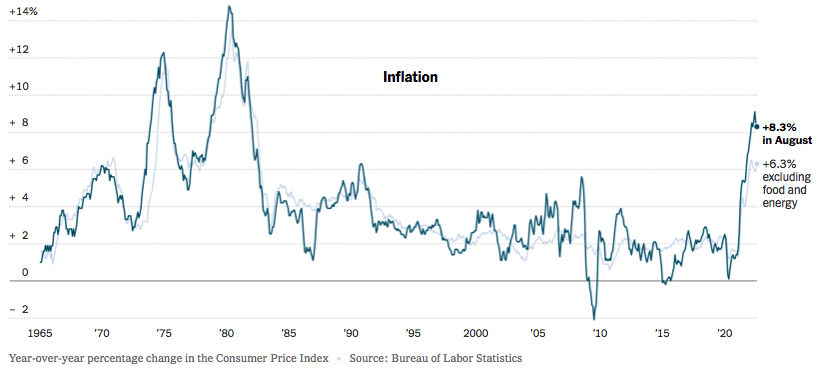 +14%
+12
+10
+ 8
+ 6
+ 4
+ 2
0
– 2
Inflation
+8.3%
in August
+6.3%
excluding
food and
energy
1965 ’70 ’75 ’80 ’85 ’90 ’95 2000 ’05 ’10 ’15 ’20
Year-over-year percentage change in the Consumer Price Index • Source: Bureau of Labor Statistics